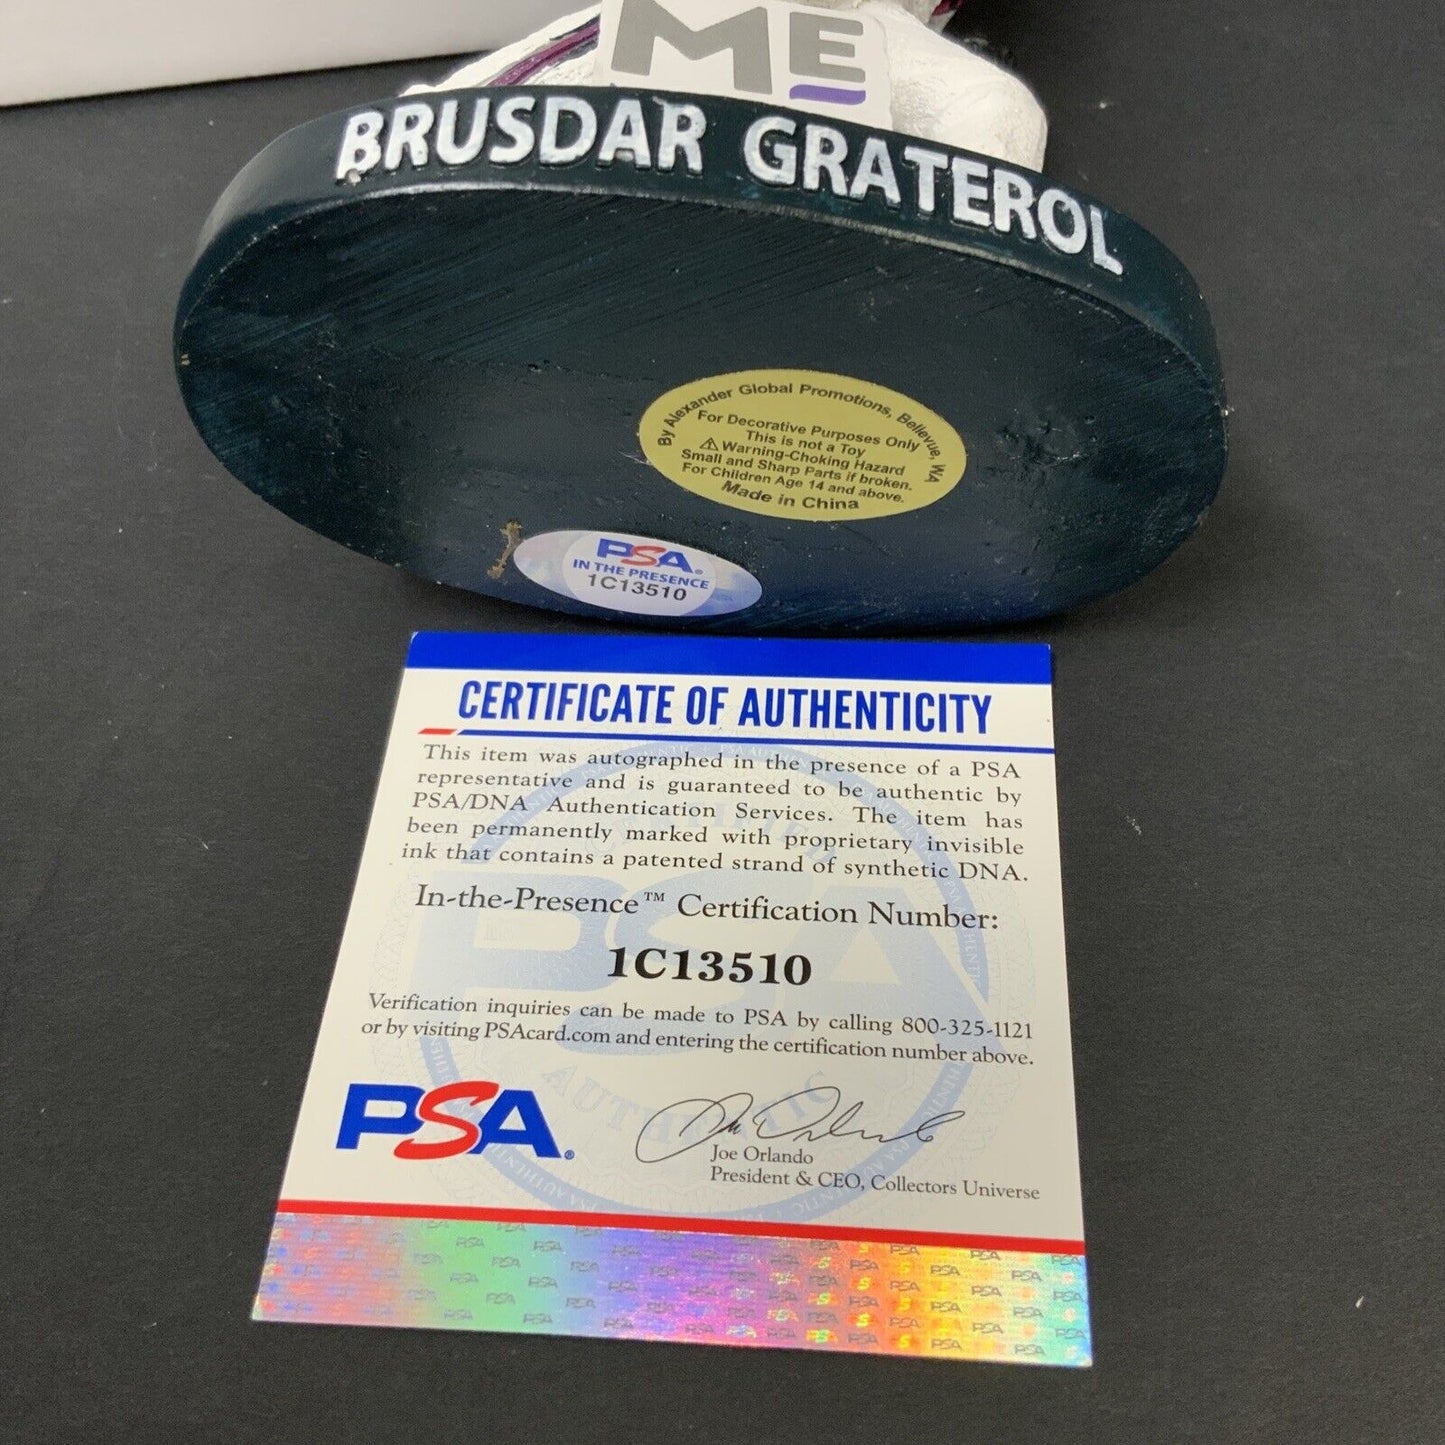 ME
BRUSDAR GRATEROL
By Alexander Global Promotions, Bellevue, WA
For Decorative Purposes Only
This is not a Toy
⚠Warning-Choking Hazard
Small and Sharp Parts if broken.
For Children Age 14 and above.
Made in China
PSA®
IN THE PRESENCE
1C13510
CERTIFICATE OF AUTHENTICITY
This item was autographed in the presence of a PSA
representative and is guaranteed to be authentic by
PSA/DNA Authentication Services. The item has
been permanently marked with proprietary invisible
ink that contains a patented strand of synthetic DNA.
In-the-Presence™ Certification Number:
1C13510
Verification inquiries can be made to PSA by calling 800-325-1121
or by visiting PSAcard.com and entering the certification number above.
PSA®
Joe Orlando
President & CEO, Collectors Universe